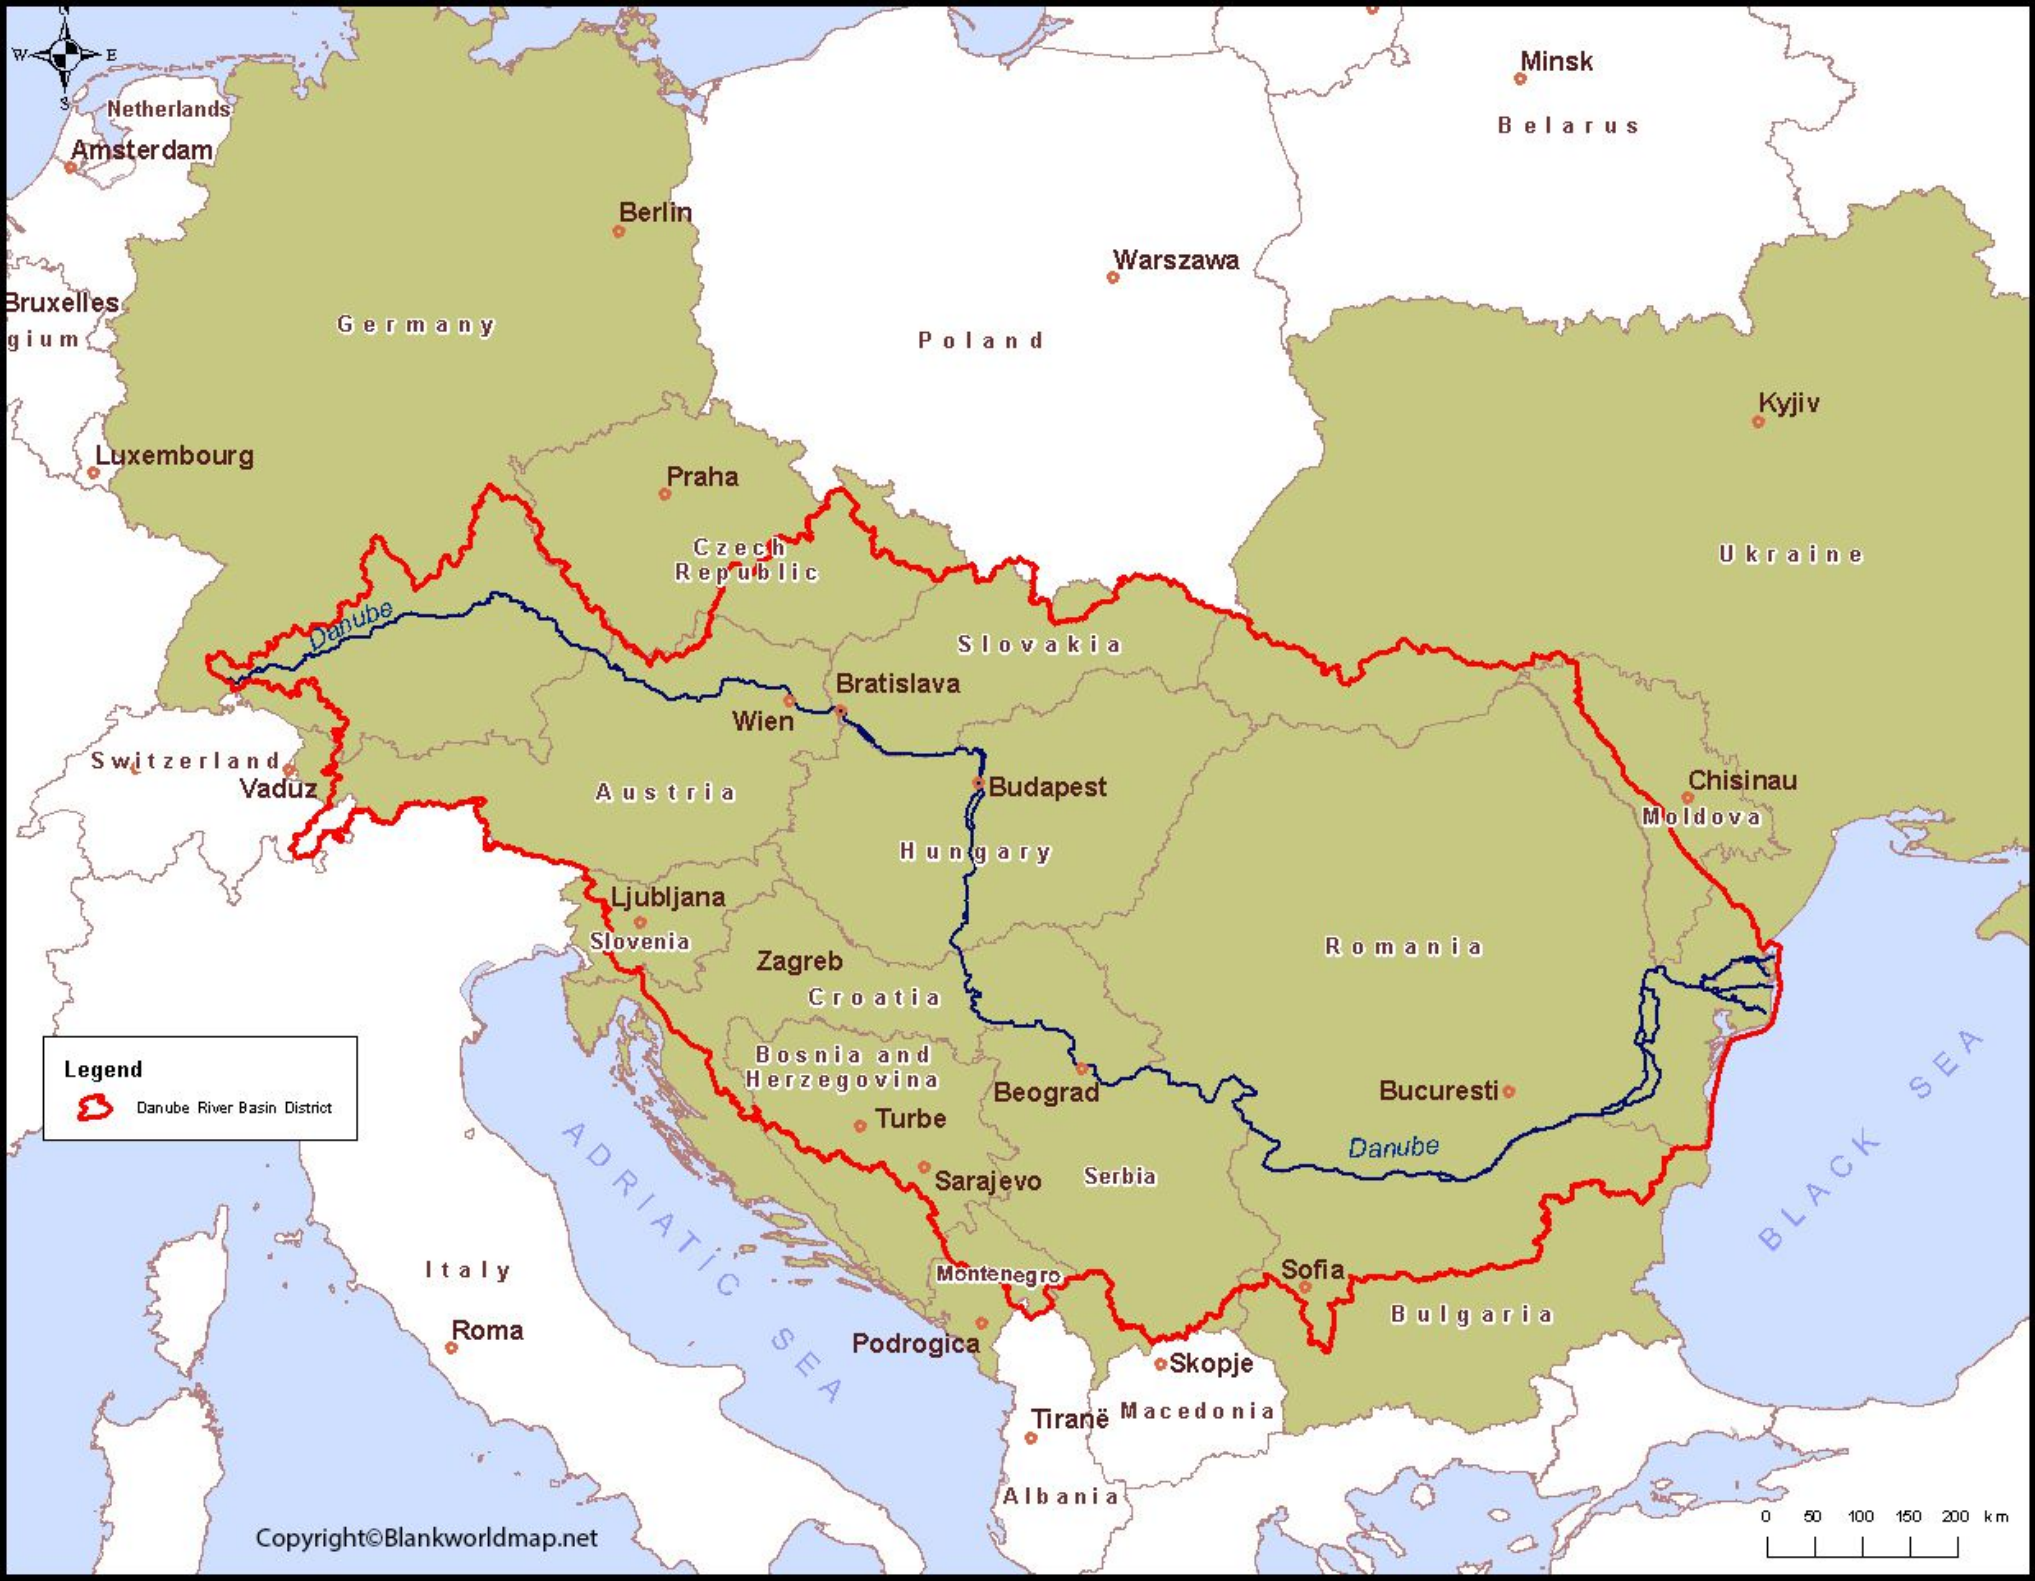 N
W
E
S
Netherlands
Amsterdam
Minsk
Belarus
Berlin
Warszawa
Bruxelles
gium
Germany
Poland
Kyjiv
Luxembourg
Praha
Czech
Republic
Ukraine
Danube
Slovakia
Bratislava
Wien
Switzerland
Vaduz
Austria
Budapest
Chisinau
Moldova
Hungary
Ljubljana
Slovenia
Romania
Zagreb
Croatia
Bosnia and
Herzegovina
Beograd
Bucuresti
Legend
Danube River Basin District
Turbe
Danube
Sarajevo
Serbia
ADRIATIC SEA
BLACK SEA
Italy
Montenegro
Sofia
Bulgaria
Roma
Podrogica
Skopje
Tiranë
Macedonia
Albania
0 50 100 150 200 km
Copyright©Blankworldmap.net